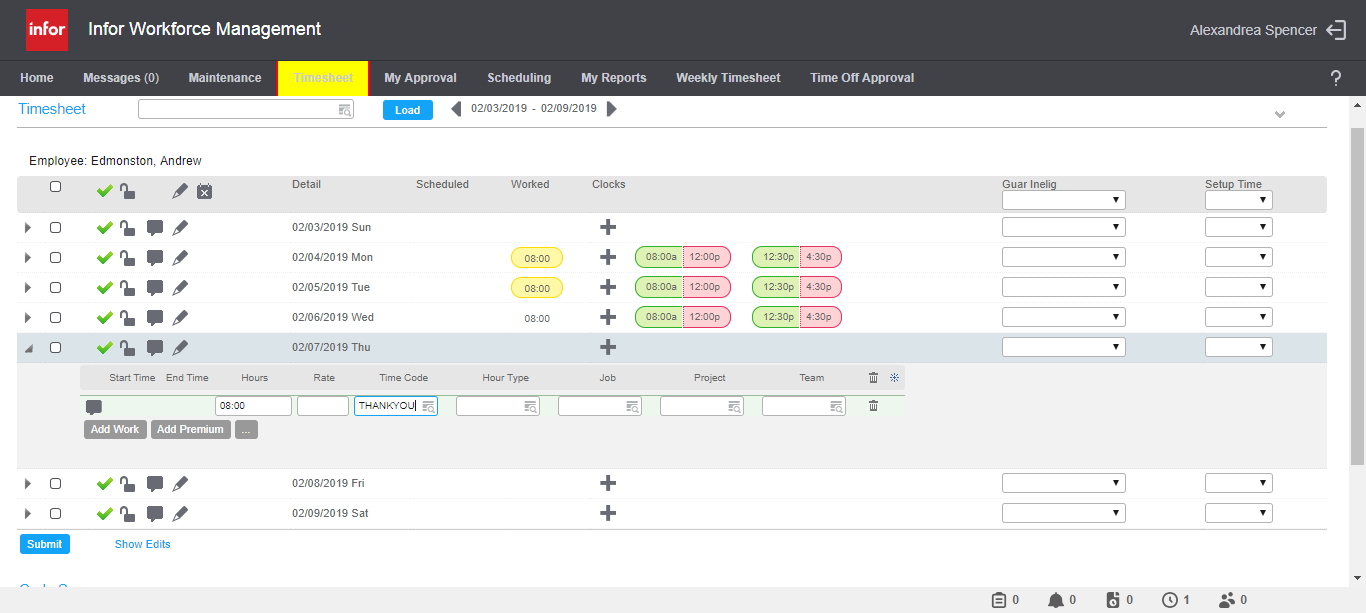 infor Infor Workforce Management Alexandrea Spencer
Home Messages (0) Maintenance Timesheet My Approval Scheduling My Reports Weekly Timesheet Time Off Approval ?
Timesheet Load 02/03/2019 - 02/09/2019
Employee: Edmonston, Andrew
Detail Scheduled Worked Clocks Guar Inelig Setup Time
02/03/2019 Sun
02/04/2019 Mon 08:00 08:00a 12:00p 12:30p 4:30p
02/05/2019 Tue 08:00 08:00a 12:00p 12:30p 4:30p
02/06/2019 Wed 08:00 08:00a 12:00p 12:30p 4:30p
02/07/2019 Thu
Start Time End Time Hours Rate Time Code Hour Type Job Project Team
08:00 THANKYOU
Add Work Add Premium ...
02/08/2019 Fri
02/09/2019 Sat
Submit Show Edits
0 0 0 1 0